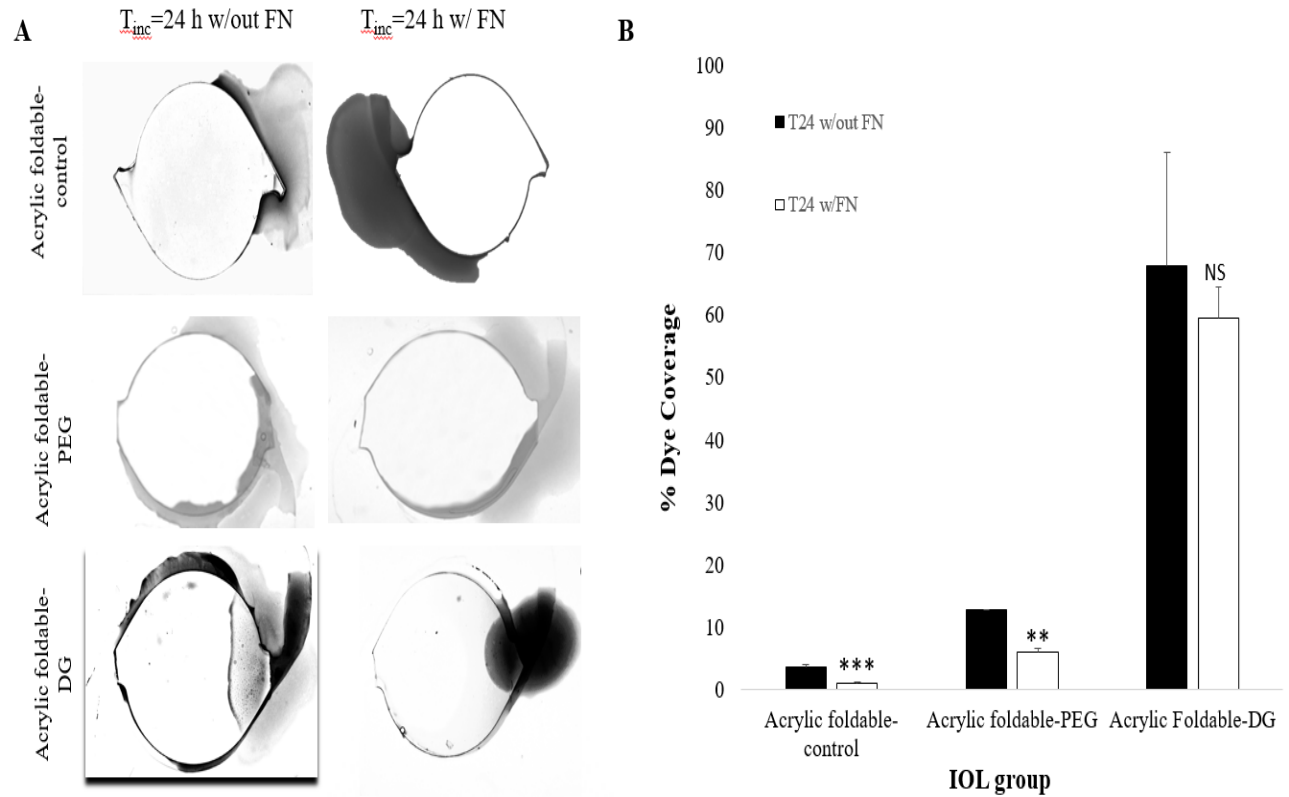 A
T_inc=24 h w/out FN
T_inc=24 h w/ FN
Acrylic foldable-
control
Acrylic foldable-
PEG
Acrylic foldable-
DG
B
100
90
80
70
60
50
40
30
20
10
0
% Dye Coverage
T24 w/out FN
T24 w/FN
***
**
NS
Acrylic foldable-
control
Acrylic foldable-PEG
Acrylic Foldable-DG
IOL group